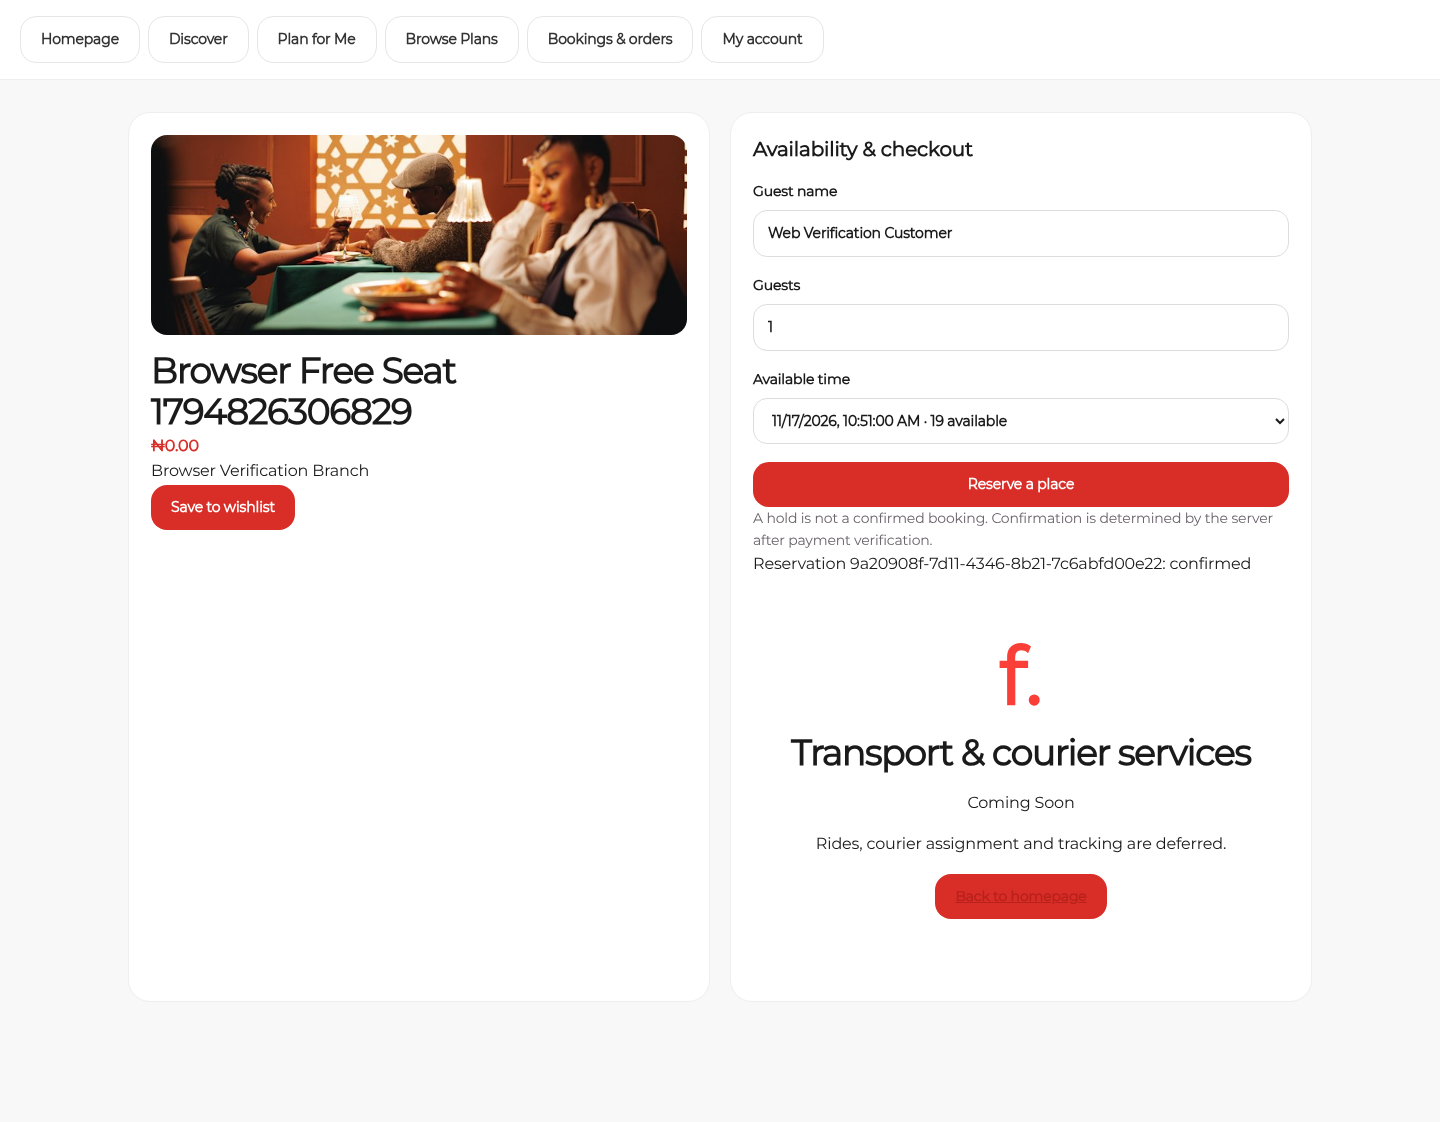 Homepage
Discover
Plan for Me
Browse Plans
Bookings & orders
My account
Browser Free Seat
1794826306829
₦0.00
Browser Verification Branch
Save to wishlist
Availability & checkout
Guest name
Web Verification Customer
Guests
1
Available time
11/17/2026, 10:51:00 AM · 19 available
Reserve a place
A hold is not a confirmed booking. Confirmation is determined by the server
after payment verification.
Reservation 9a20908f-7d11-4346-8b21-7c6abfd00e22: confirmed
f.
Transport & courier services
Coming Soon
Rides, courier assignment and tracking are deferred.
Back to homepage